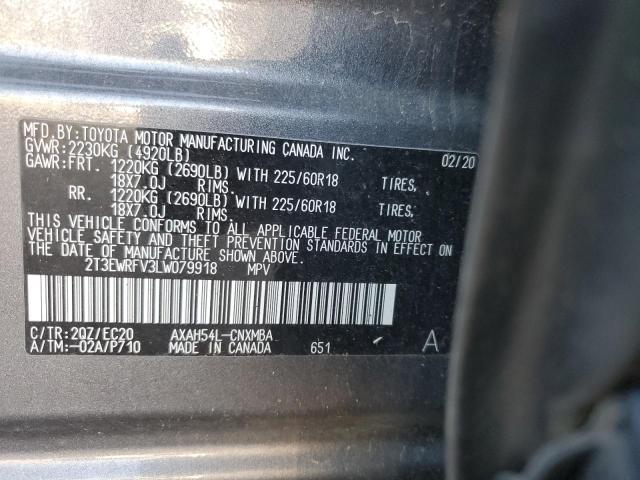 MFD.BY:TOYOTA MOTOR MANUFACTURING CANADA INC. 02/20
GVWR:2230KG (4920LB)
GAWR:FRT. 1220KG (2690LB) WITH 225/60R18 TIRES,
18X7.0J RIMS.
RR. 1220KG (2690LB) WITH 225/60R18 TIRES,
18X7.0J RIMS.
THIS VEHICLE CONFORMS TO ALL APPLICABLE FEDERAL MOTOR
VEHICLE SAFETY AND THEFT PREVENTION STANDARDS IN EFFECT ON
THE DATE OF MANUFACTURE SHOWN ABOVE.
2T3EWRFV3LW079918 MPV
C/TR:2QZ/EC20 AXAH54L-CNXMBA
A/TM:-02A/P710 MADE IN CANADA 651 A